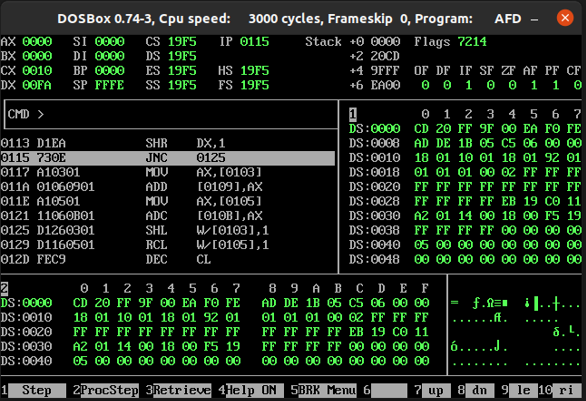 DOSBox 0.74-3, Cpu speed: 3000 cycles, Frameskip 0, Program: AFD
AX 0000 SI 0000 CS 19F5 IP 0115 Stack +0 0000 Flags 7214
BX 0000 DI 0000 DS 19F5 +2 20CD
CX 0010 BP 0000 ES 19F5 HS 19F5 +4 9FFF OF DF IF SF ZF AF PF CF
DX 00FA SP FFFE SS 19F5 FS 19F5 +6 EA00 0 0 1 0 0 1 1 0
CMD >
1 0 1 2 3 4 5 6 7
DS:0000 CD 20 FF 9F 00 EA F0 FE
DS:0008 AD DE 1B 05 C5 06 00 00
DS:0010 18 01 10 01 18 01 92 01
DS:0018 01 01 01 00 02 FF FF FF
DS:0020 FF FF FF FF FF FF FF FF
DS:0028 FF FF FF FF EB 19 C0 11
DS:0030 A2 01 14 00 18 00 F5 19
DS:0038 FF FF FF FF 00 00 00 00
DS:0040 05 00 00 00 00 00 00 00
DS:0048 00 00 00 00 00 00 00 00
0113 D1EA SHR DX,1
0115 730E JNC 0125
0117 A10301 MOV AX,[0103]
011A 01060901 ADD [0109],AX
011E A10501 MOV AX,[0105]
0121 11060B01 ADC [010B],AX
0125 D1260301 SHL W/[0103],1
0129 D1160501 RCL W/[0105],1
012D FEC9 DEC CL
2 0 1 2 3 4 5 6 7 8 9 A B C D E F
DS:0000 CD 20 FF 9F 00 EA F0 FE AD DE 1B 05 C5 06 00 00
DS:0010 18 01 10 01 18 01 92 01 01 01 01 00 02 FF FF FF
DS:0020 FF FF FF FF FF FF FF FF FF FF FF FF EB 19 C0 11
DS:0030 A2 01 14 00 18 00 F5 19 FF FF FF FF 00 00 00 00
DS:0040 05 00 00 00 00 00 00 00 00 00 00 00 00 00 00 00
1 Step 2ProcStep 3Retrieve 4Help ON 5BRK Menu 6 7 up 8 dn 9 le 10 ri